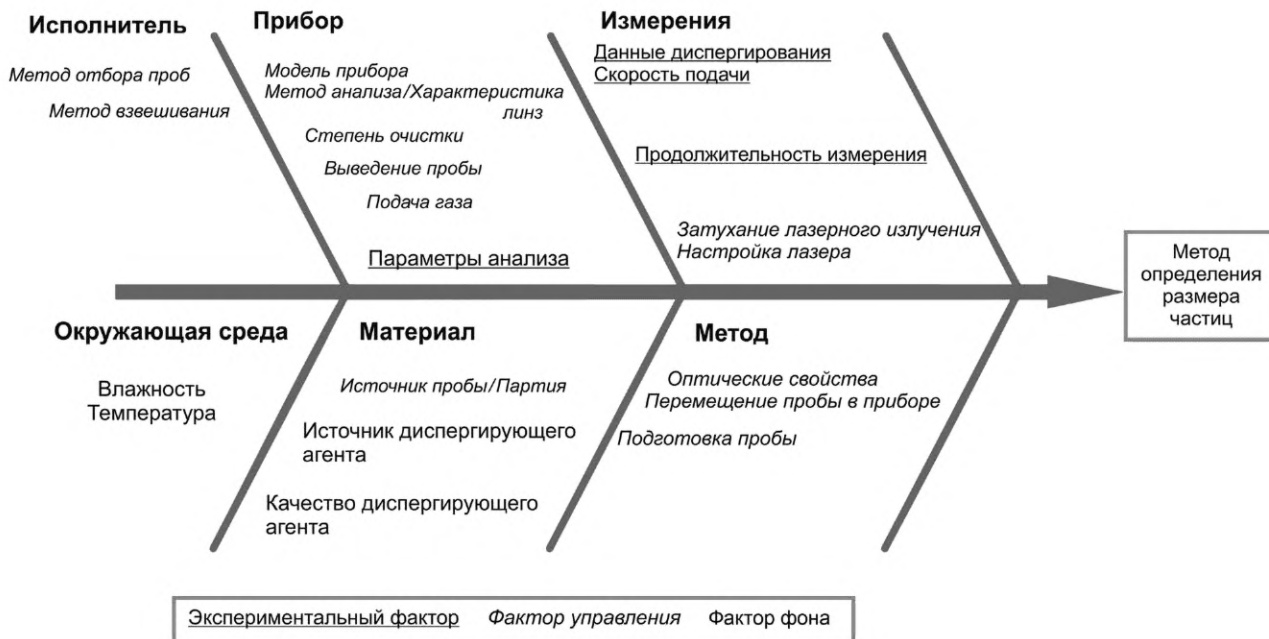 Исполнитель
Метод отбора проб
Метод взвешивания
Прибор
Модель прибора
Метод анализа/Характеристика
линз
Степень очистки
Выведение пробы
Подача газа
Параметры анализа
Измерения
Данные диспергирования
Скорость подачи
Продолжительность измерения
Затухание лазерного излучения
Настройка лазера
Метод
определения
размера
частиц
Окружающая среда
Влажность
Температура
Материал
Источник пробы/Партия
Источник диспергирующего
агента
Качество диспергирующего
агента
Метод
Оптические свойства
Перемещение пробы в приборе
Подготовка пробы
Экспериментальный фактор Фактор управления Фактор фона